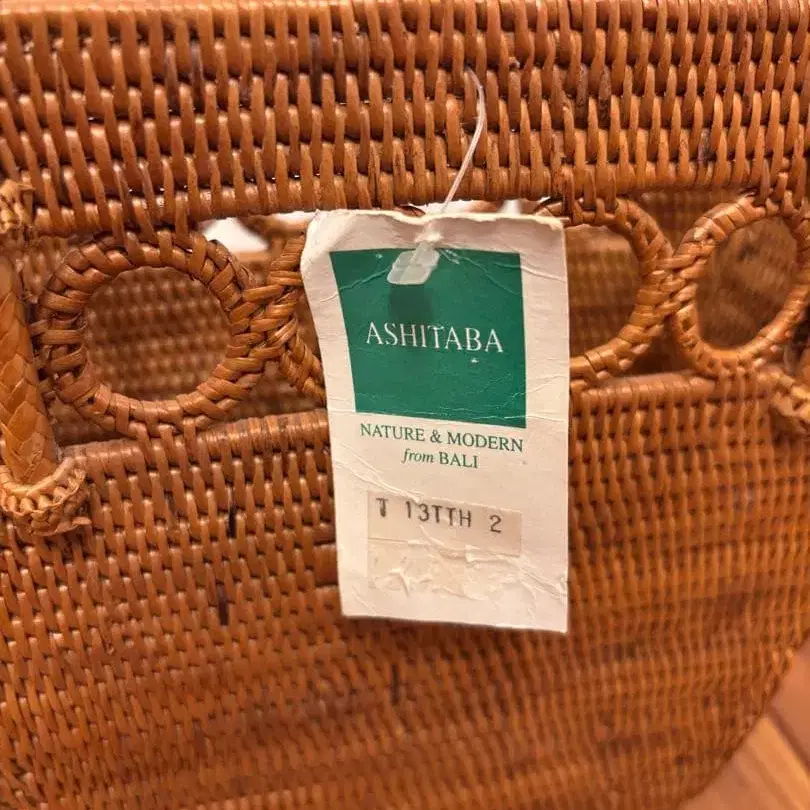 ASHITABA
NATURE & MODERN
from BALI
T 13TTH 2